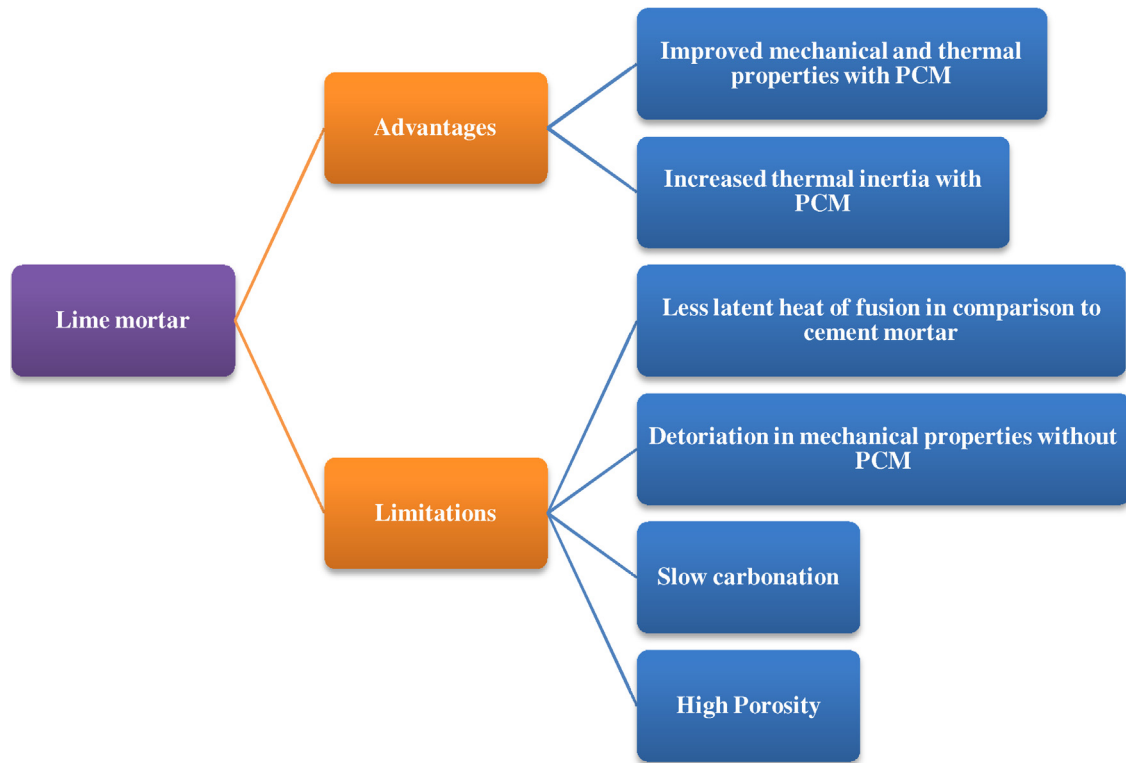 Improved mechanical and thermal
properties with PCM
Advantages
Increased thermal inertia with
PCM
Lime mortar
Less latent heat of fusion in comparison to
cement mortar
Detoriation in mechanical properties without
PCM
Limitations
Slow carbonation
High Porosity